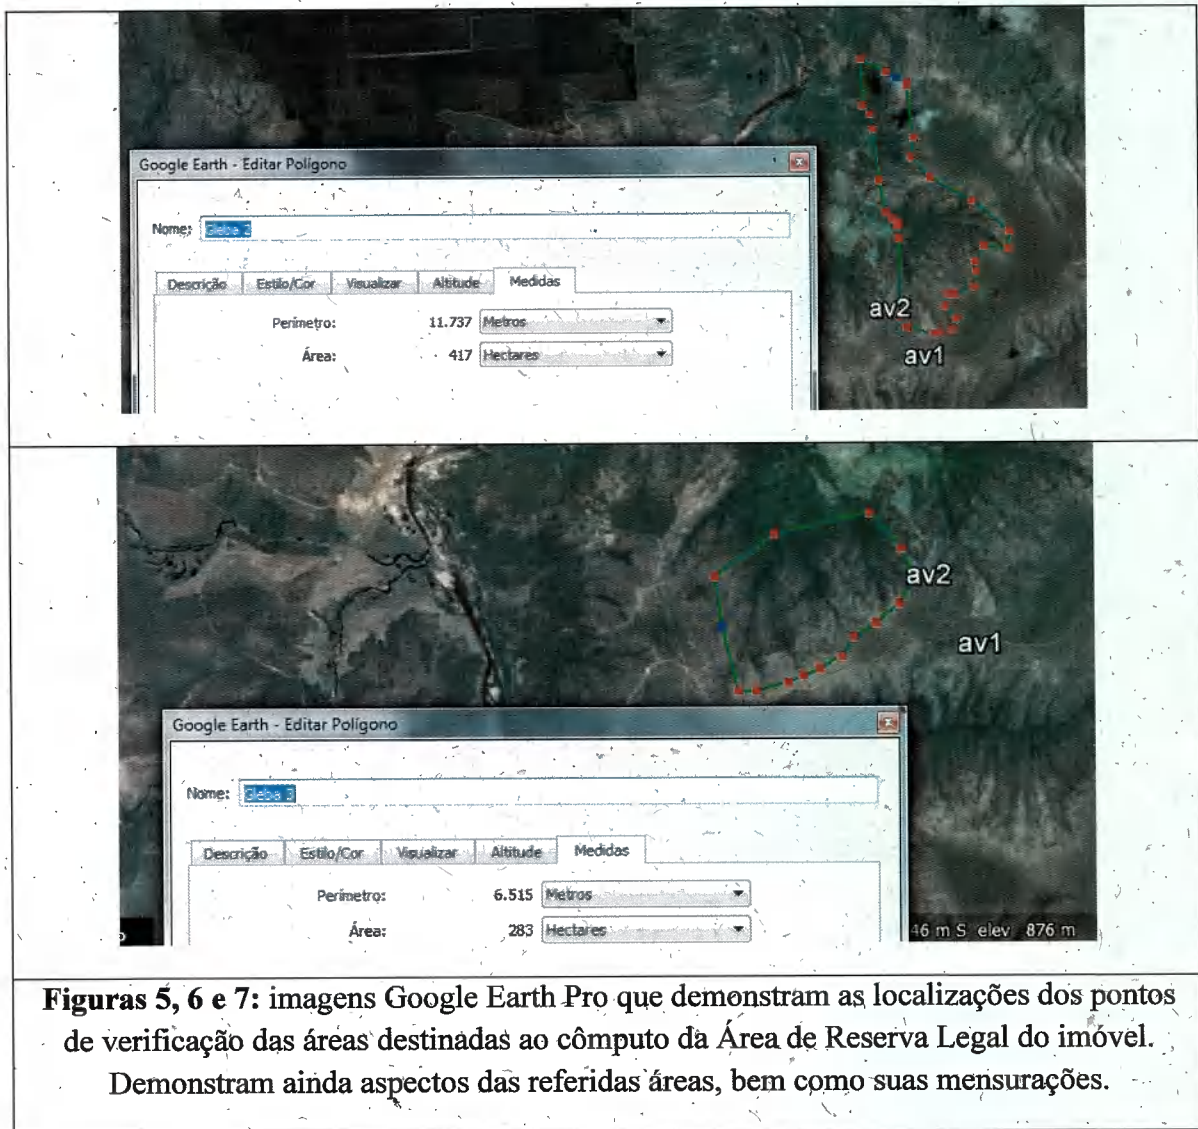 Google Earth - Editar Polígono
Nome: Gleba 2
Descrição Estilo/Cor Visualizar Altitude Medidas
Perímetro: 11.737 Metros
Área: 417 Hectares
av2
av1
av2
av1
Google Earth - Editar Polígono
Nome: Gleba 3
Descrição Estilo/Cor Visualizar Altitude Medidas
Perímetro: 6.515 Metros
Área: 283 Hectares
46 m S elev 876 m
Figuras 5, 6 e 7: imagens Google Earth Pro que demonstram as localizações dos pontos
de verificação das áreas destinadas ao cômputo da Área de Reserva Legal do imóvel.
Demonstram ainda aspectos das referidas áreas, bem como suas mensurações.